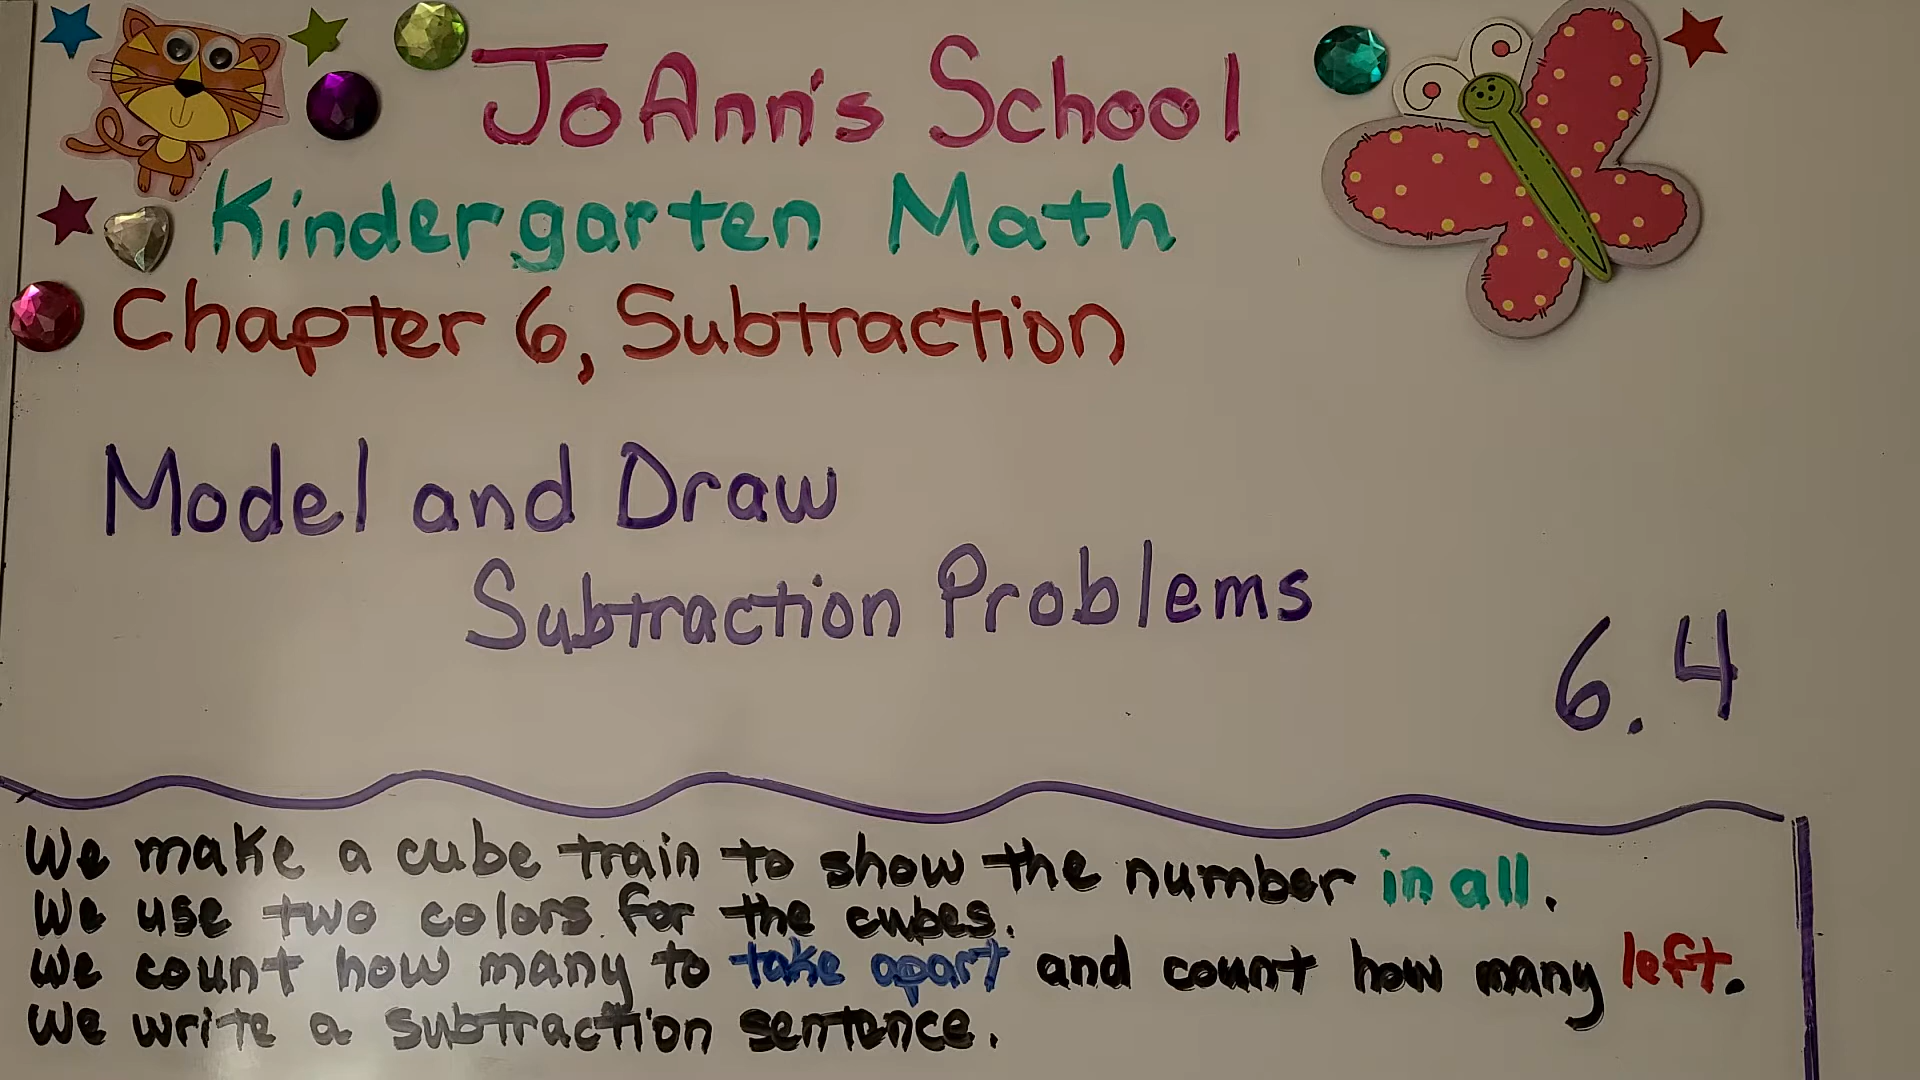 JoAnn's School
Kindergarten Math
Chapter 6, Subtraction
Model and Draw
Subtraction Problems
6.4
We make a cube train to show the number in all.
We use two colors for the cubes.
We count how many to take apart and count how many left.
We write a subtraction sentence.